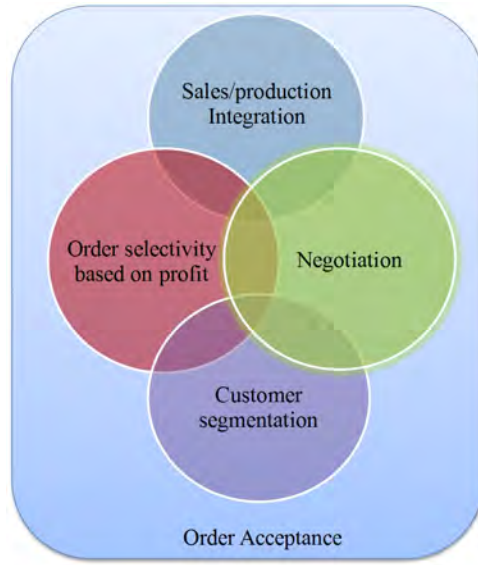 Sales/production
Integration
Order selectivity
based on profit
Negotiation
Customer
segmentation
Order Acceptance